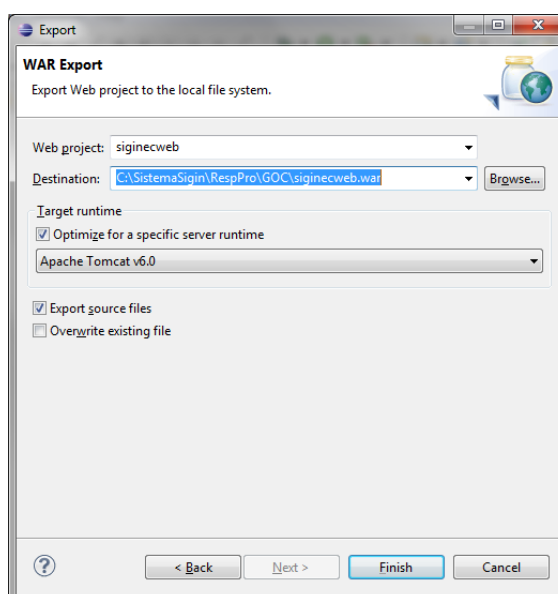 Export
WAR Export
Export Web project to the local file system.
Web project: siginecweb
Destination: C:\SistemaSigin\RespPro\GOC\siginecweb.war Browse...
Target runtime
Optimize for a specific server runtime
Apache Tomcat v6.0
Export source files
Overwrite existing file
? < Back Next > Finish Cancel